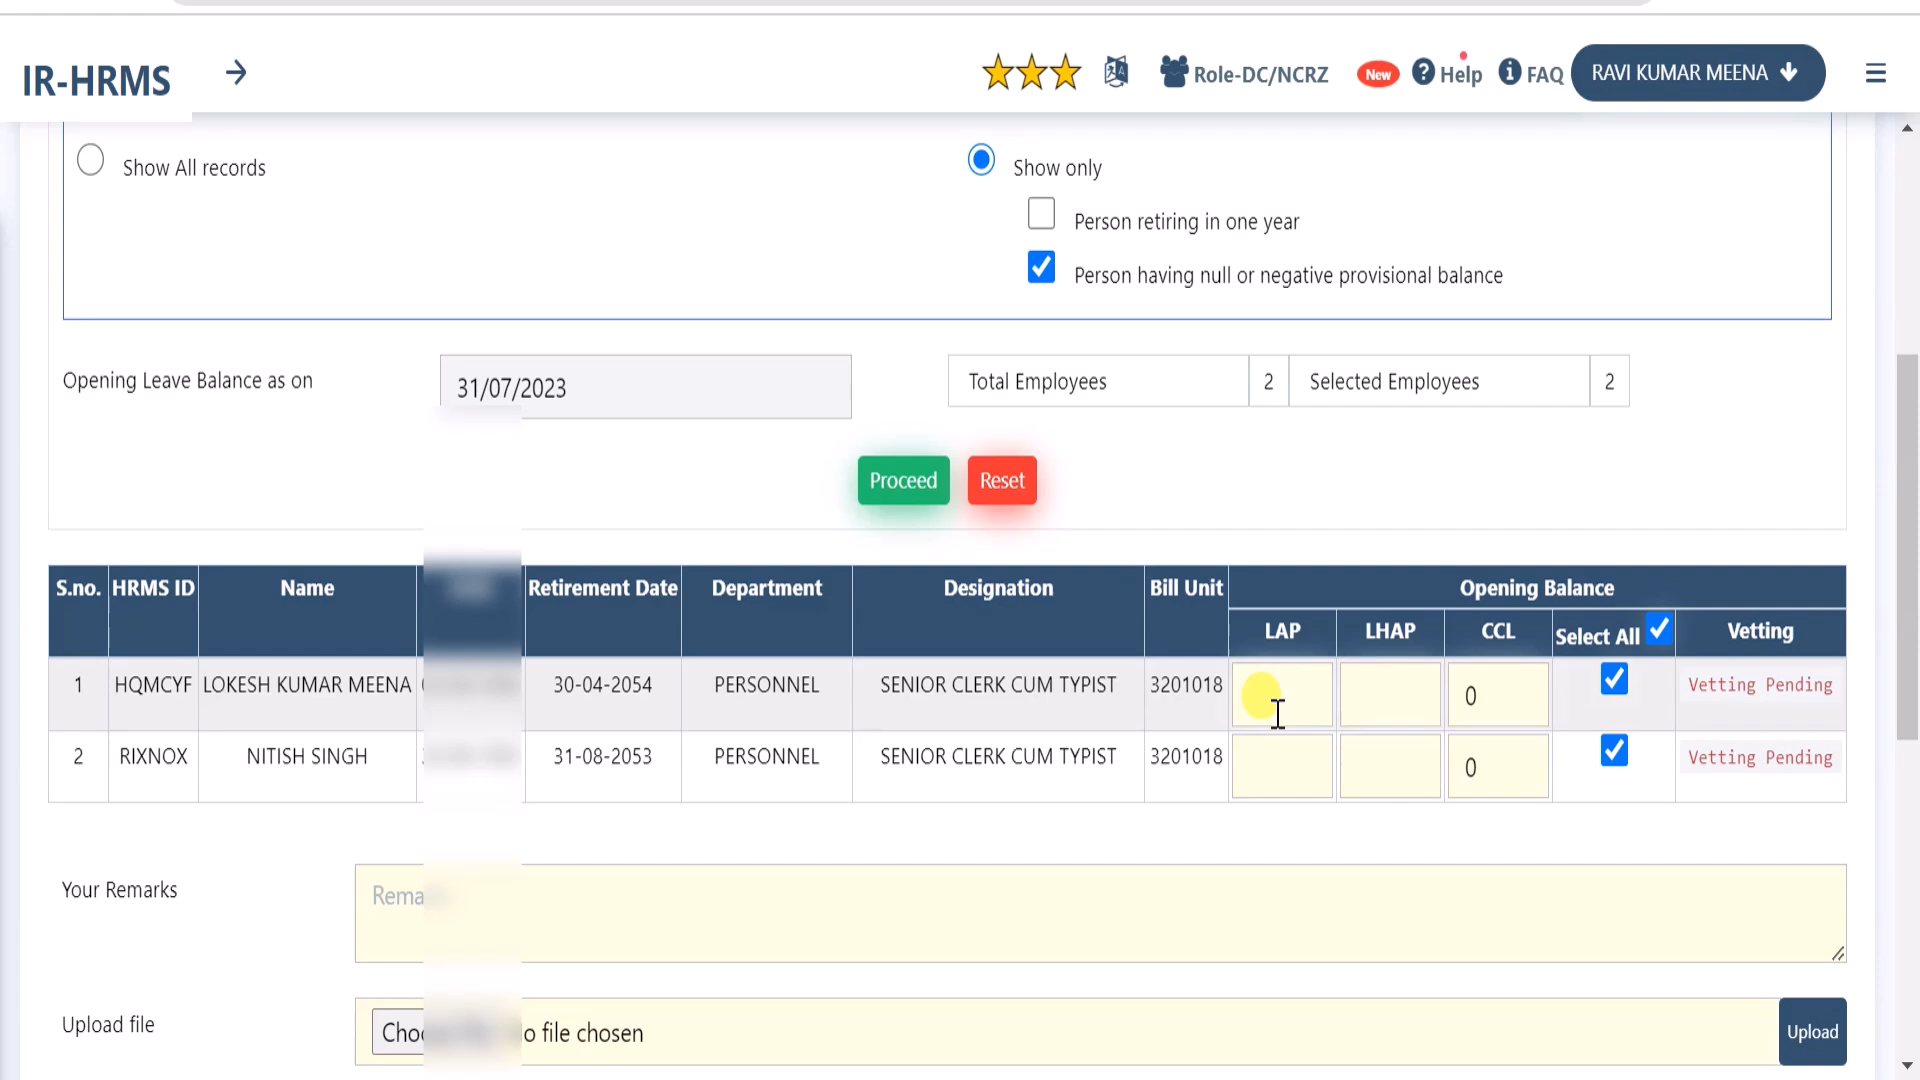 IR-HRMS
Role-DC/NCRZ
New
Help
FAQ
RAVI KUMAR MEENA
Show All records
Show only
Person retiring in one year
Person having null or negative provisional balance
Opening Leave Balance as on
31/07/2023
Total Employees 2 Selected Employees 2
Proceed
Reset
S.no. HRMS ID Name Retirement Date Department Designation Bill Unit Opening Balance
LAP LHAP CCL Select All Vetting
1 HQMCYF LOKESH KUMAR MEENA 30-04-2054 PERSONNEL SENIOR CLERK CUM TYPIST 3201018 0 Vetting Pending
2 RIXNOX NITISH SINGH 31-08-2053 PERSONNEL SENIOR CLERK CUM TYPIST 3201018 0 Vetting Pending
Your Remarks
Upload file
file chosen
Upload